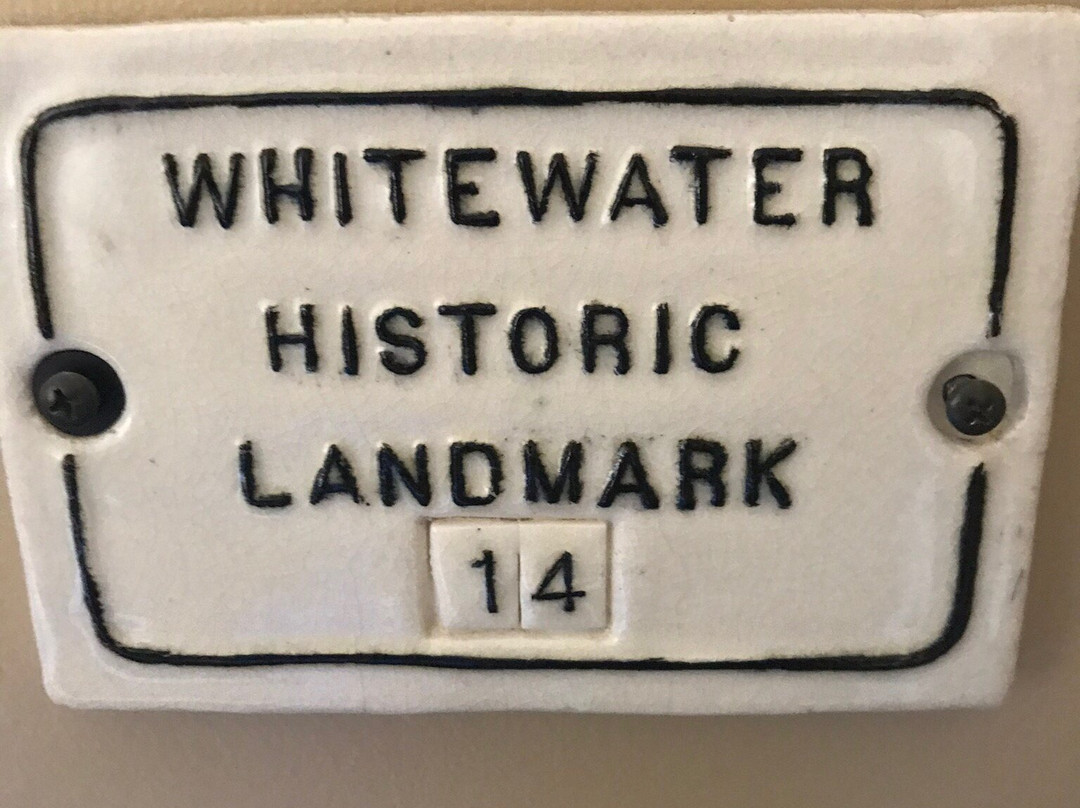 WHITEWATER
HISTORIC
LANDMARK
14